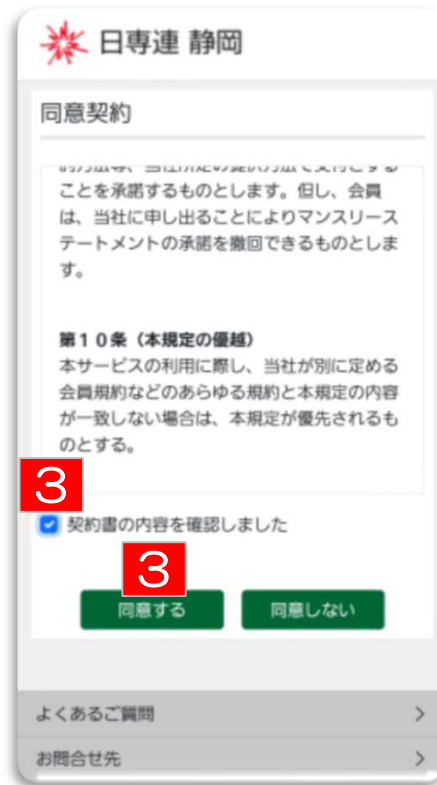 日専連 静岡
同意契約
ことを承諾するものとします。但し、会員
は、当社に申し出ることによりマンスリース
テートメントの承諾を撤回できるものとしま
す。
第10条（本規定の優越）
本サービスの利用に際し、当社が別に定める
会員規約などのあらゆる規約と本規定の内容
が一致しない場合は、本規定が優先されるも
のとする。
3
契約書の内容を確認しました
3
同意する 同意しない
よくあるご質問
お問合せ先